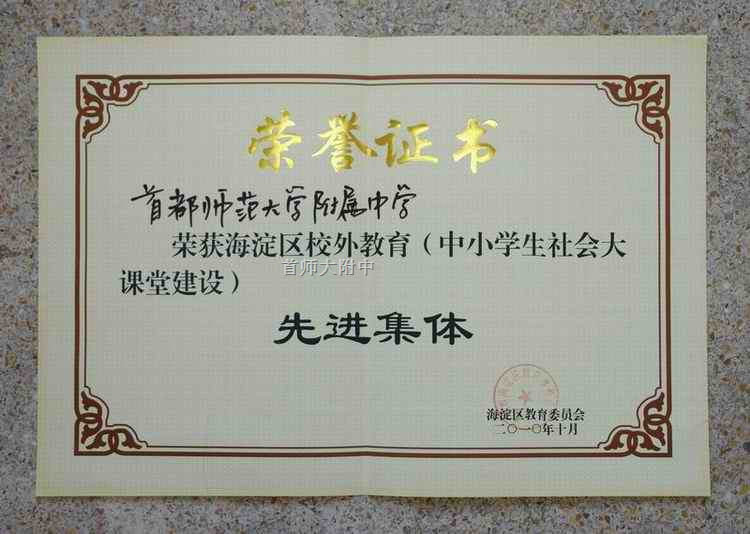 荣誉证书
首都师范大学附属中学
荣获海淀区校外教育（中小学生社会大
课堂建设）
首师大附中
先进集体
海淀区教育委员会
二〇一〇年十月